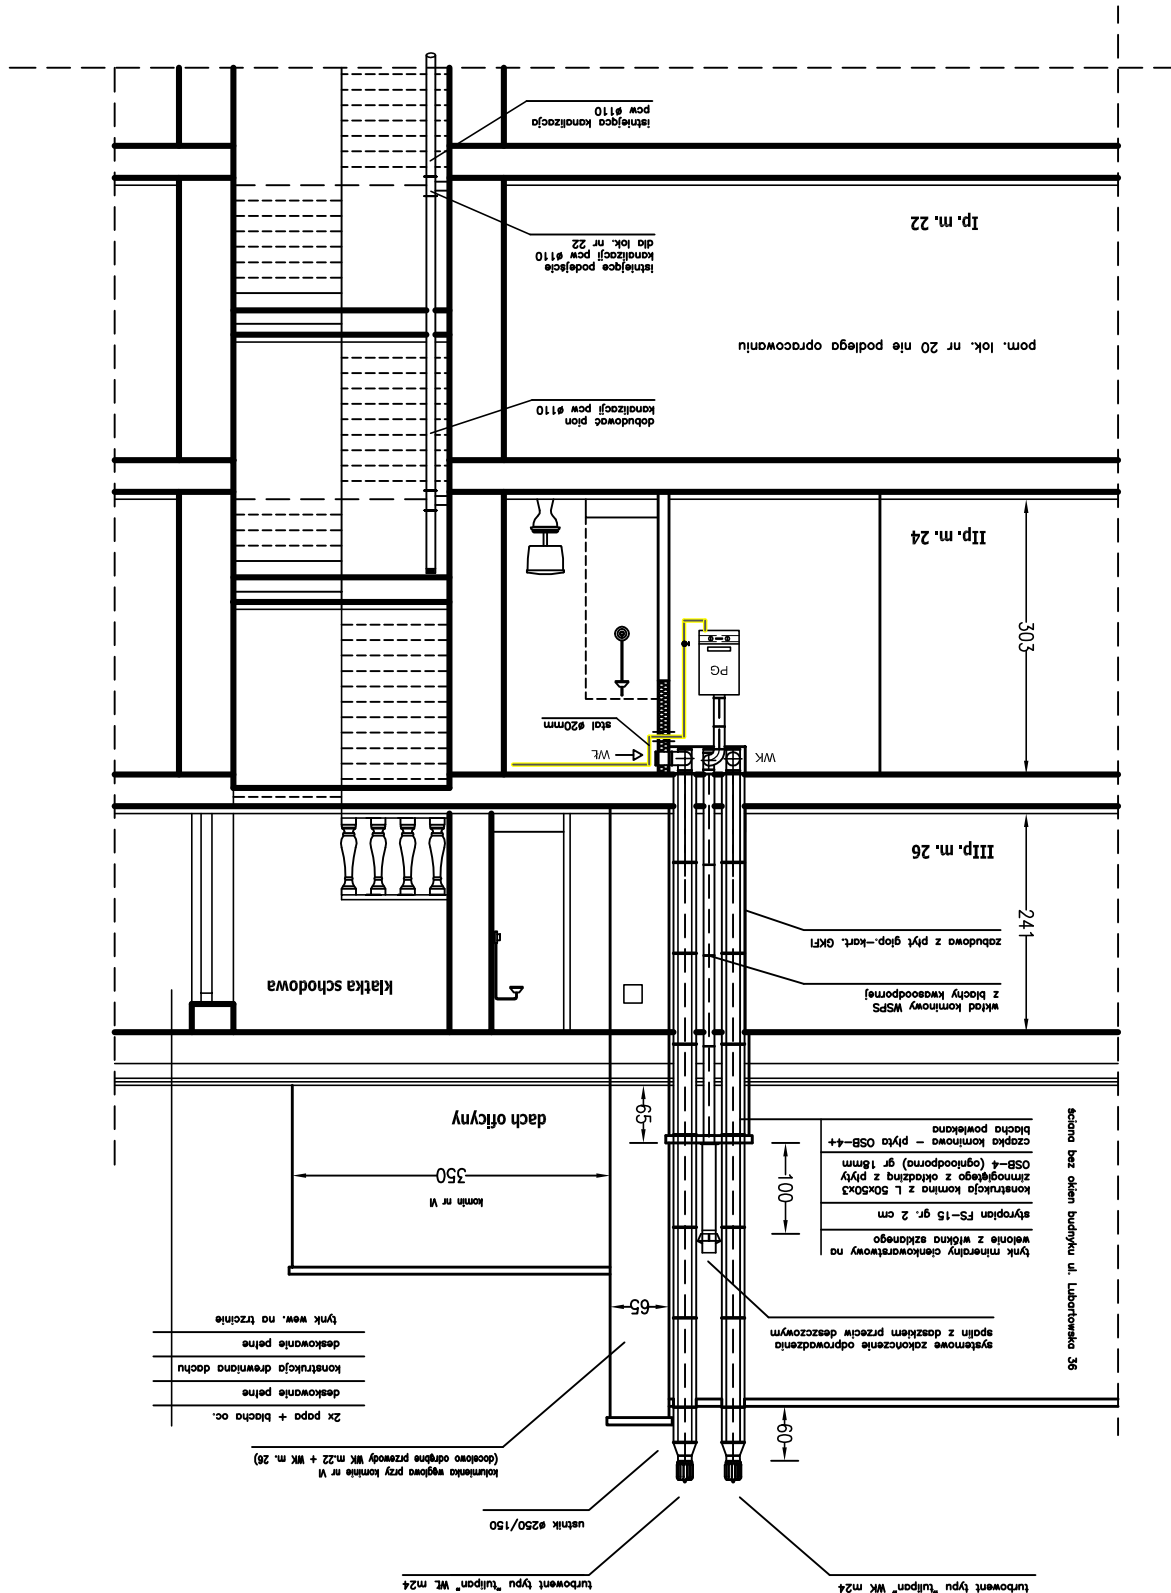 turbowent typu "tulipan" WK m24
turbowent typu "tulipan" WŁ m24
ustnik ø250/150
kolumienka węgłowa przy kominie nr VI
(docelowo odrębne przewody WK m.22 + WK m. 26)
60
2x papa + blacha oc.
deskowanie pełne
konstrukcja drewniana dachu
deskowanie pełne
tynk wew. na trzcinie
systemowe zakończenie odprowadzenia
spalin z daszkiem przeciw deszczowym
65
ściana bez okien budynku ul. Lubartowska 36
tynk mineralny cienkowarstwowy na
welonie z włókna szklanego
styropian FS-15 gr. 2 cm
konstrukcja komina z L 50x50x3
zimnogiętego z okładziną z płyty
OSB-4 (ognioodporna) gr 18mm
czapka kominowa – płyta OSB-4+
blacha powlekana
100
komin nr VI
350
65
dach oficyny
wkład kominowy WSPS
z blachy kwasoodpornej
klatka schodowa
zabudowa z płyt gipg.-kart. GKFI
241
IIIp. m. 26
WK
WŁ
stal ø20mm
PG
303
IIp. m. 24
dobudować pion
kanalizacji pcw ø110
pom. lok. nr 20 nie podlega opracowaniu
istniejące podejście
kanalizacji pcw ø110
dla lok. nr 22
Ip. m. 22
istniejąca kanalizacja
pcw ø110